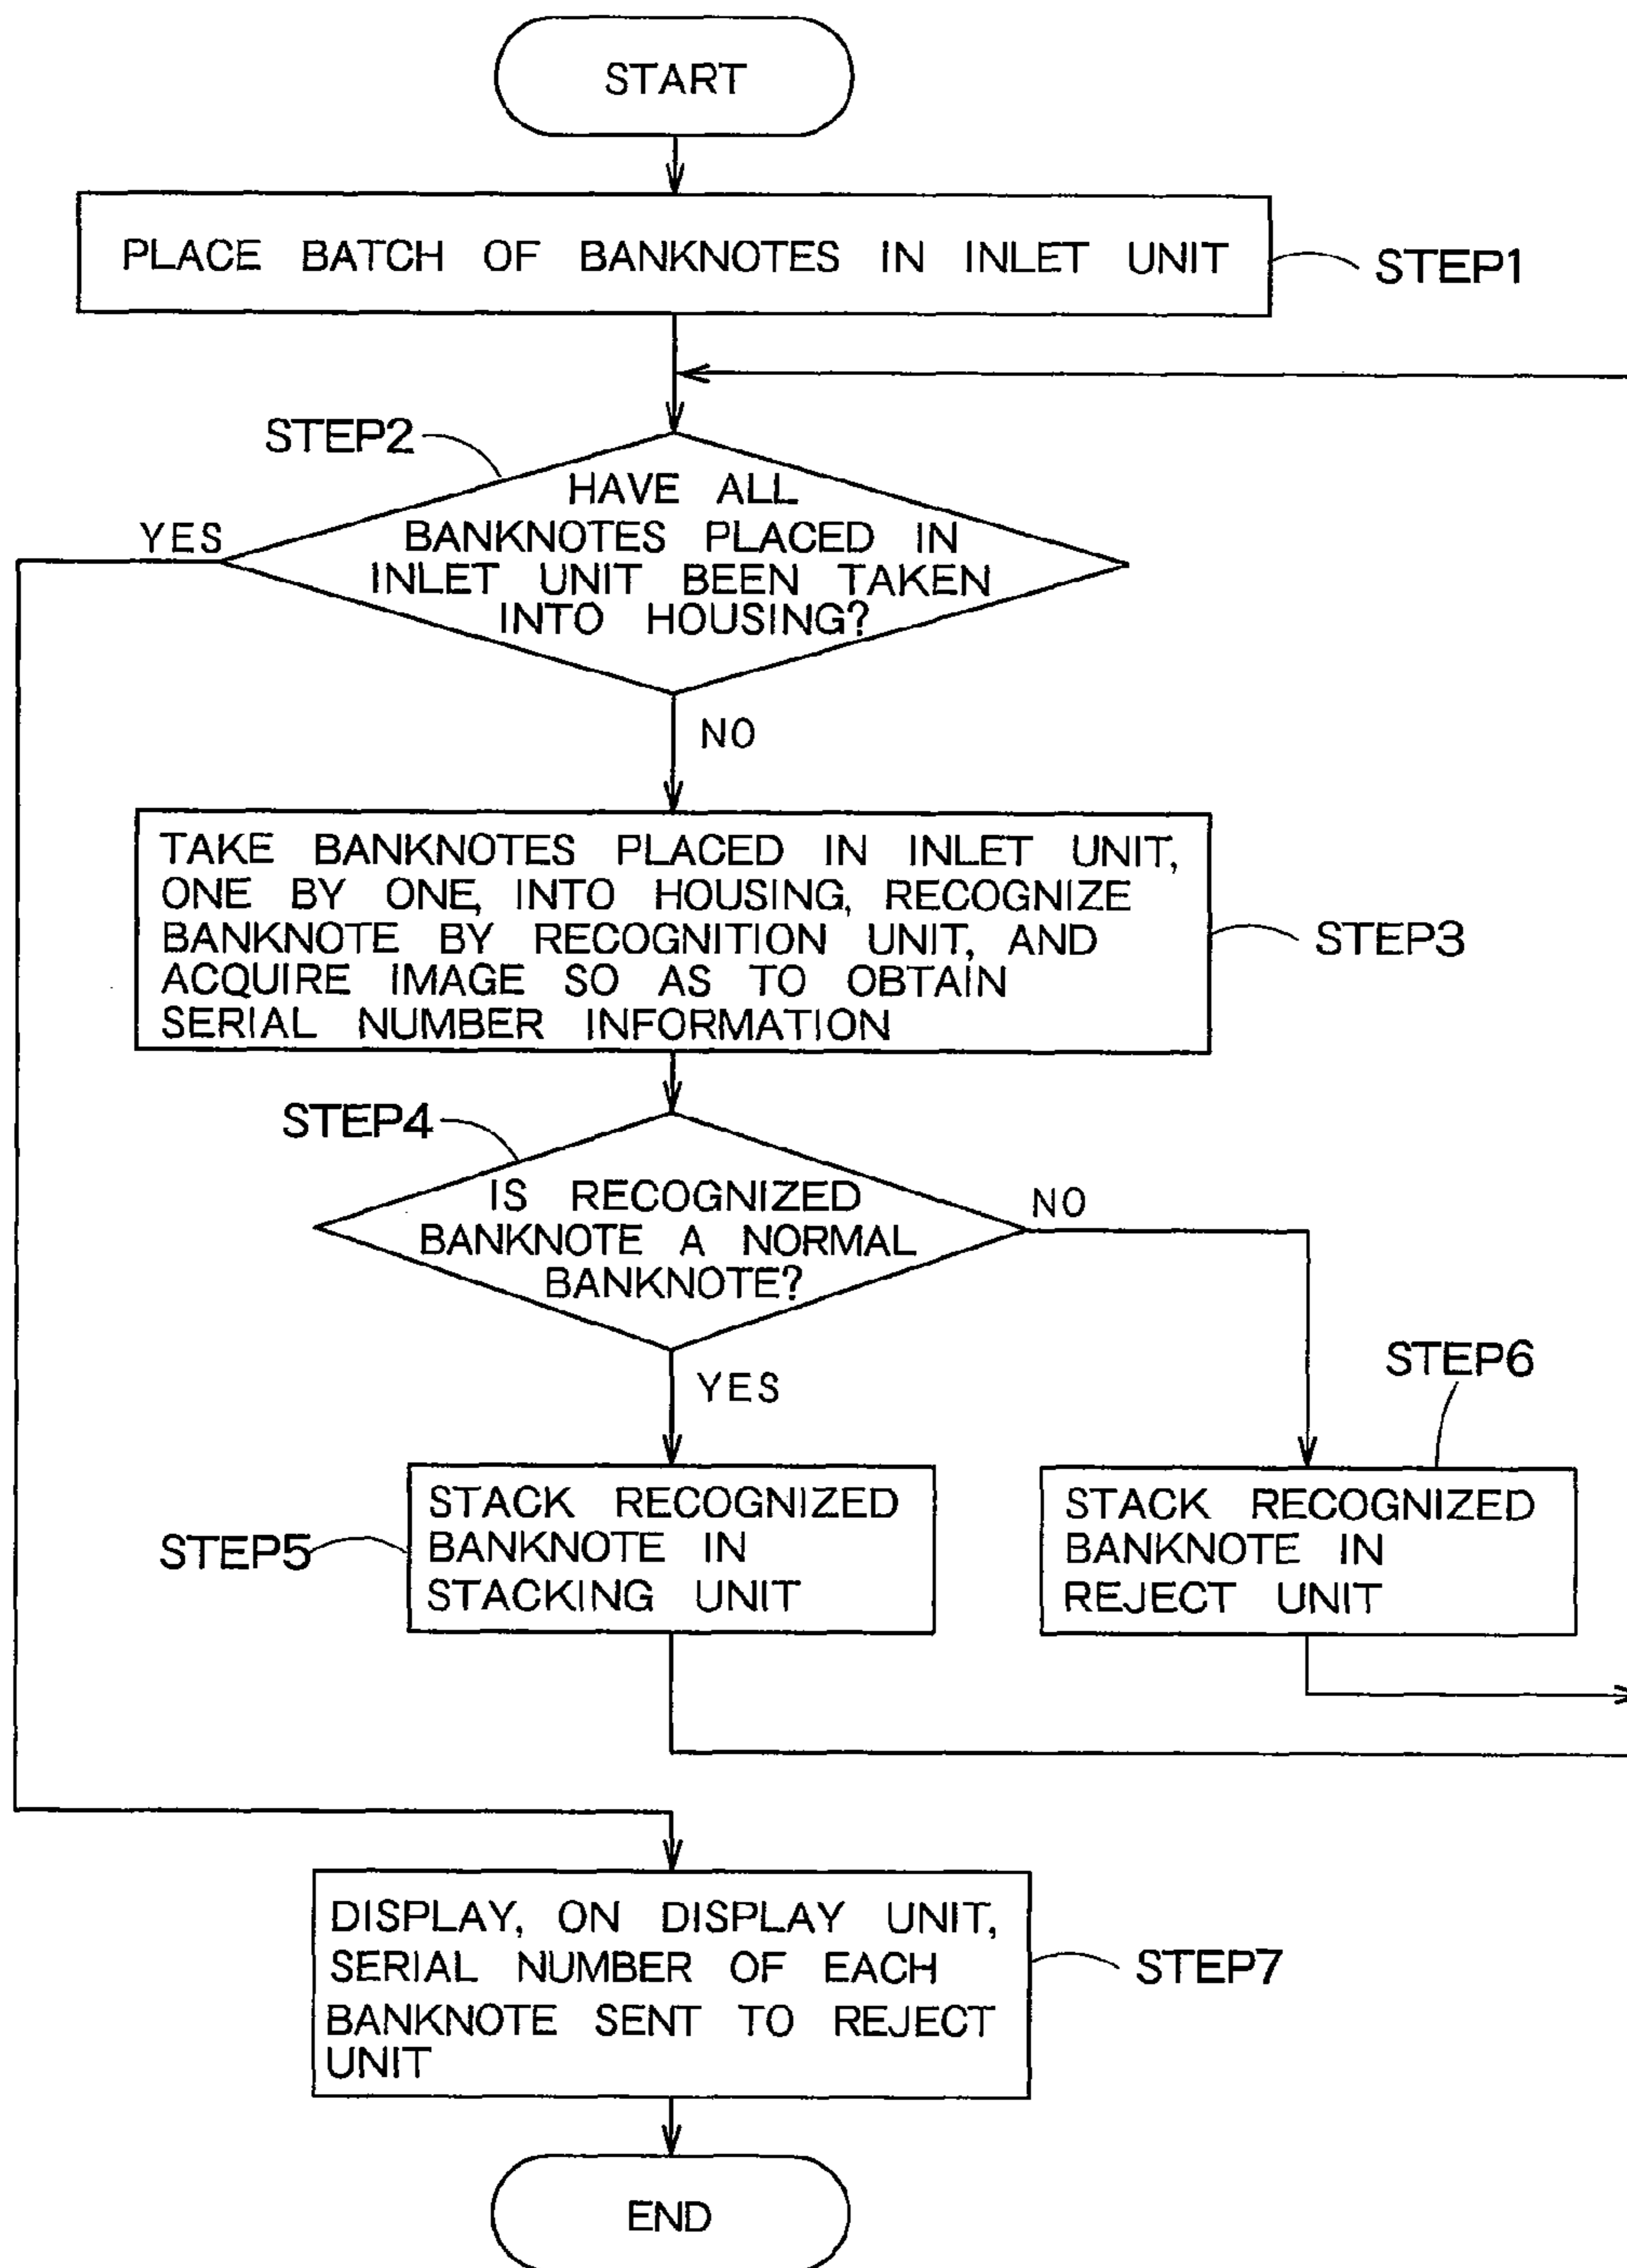 START
PLACE BATCH OF BANKNOTES IN INLET UNIT
STEP1
STEP2
HAVE ALL
BANKNOTES PLACED IN
INLET UNIT BEEN TAKEN
INTO HOUSING?
YES
NO
TAKE BANKNOTES PLACED IN INLET UNIT,
ONE BY ONE, INTO HOUSING, RECOGNIZE
BANKNOTE BY RECOGNITION UNIT, AND
ACQUIRE IMAGE SO AS TO OBTAIN
SERIAL NUMBER INFORMATION
STEP3
STEP4
IS RECOGNIZED
BANKNOTE A NORMAL
BANKNOTE?
NO
YES
STEP6
STACK RECOGNIZED
BANKNOTE IN
STACKING UNIT
STEP5
STACK RECOGNIZED
BANKNOTE IN
REJECT UNIT
DISPLAY, ON DISPLAY UNIT,
SERIAL NUMBER OF EACH
BANKNOTE SENT TO REJECT
UNIT
STEP7
END